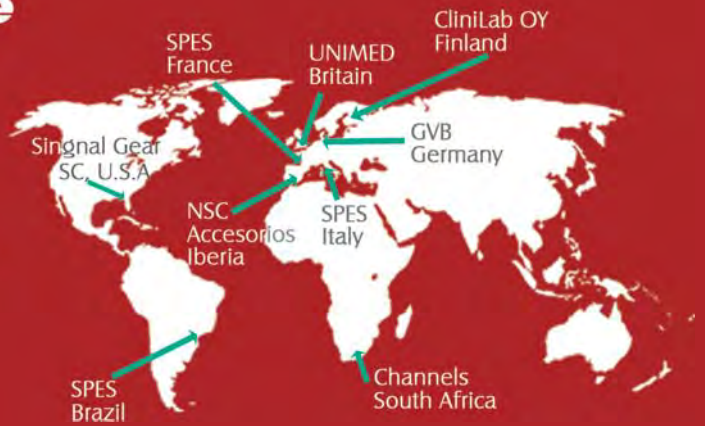 e
CliniLab OY
Finland
SPES
France
UNIMED
Britain
GVB
Germany
Singnal Gear
SC, U.S.A
NSC
Accesorios
Iberia
SPES
Italy
SPES
Brazil
Channels
South Africa